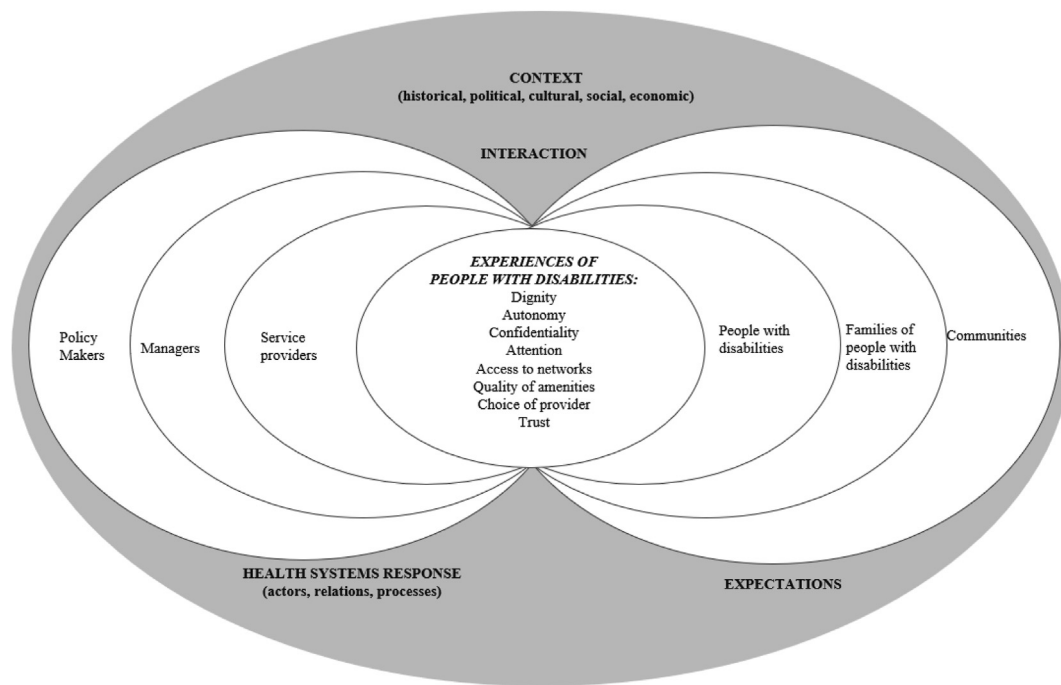 CONTEXT
(historical, political, cultural, social, economic)
INTERACTION
EXPERIENCES OF
PEOPLE WITH DISABILITIES:
Dignity
Autonomy
Confidentiality
Attention
Access to networks
Quality of amenities
Choice of provider
Trust
Policy
Makers
Managers
Service
providers
People with
disabilities
Families of
people with
disabilities
Communities
HEALTH SYSTEMS RESPONSE
(actors, relations, processes)
EXPECTATIONS